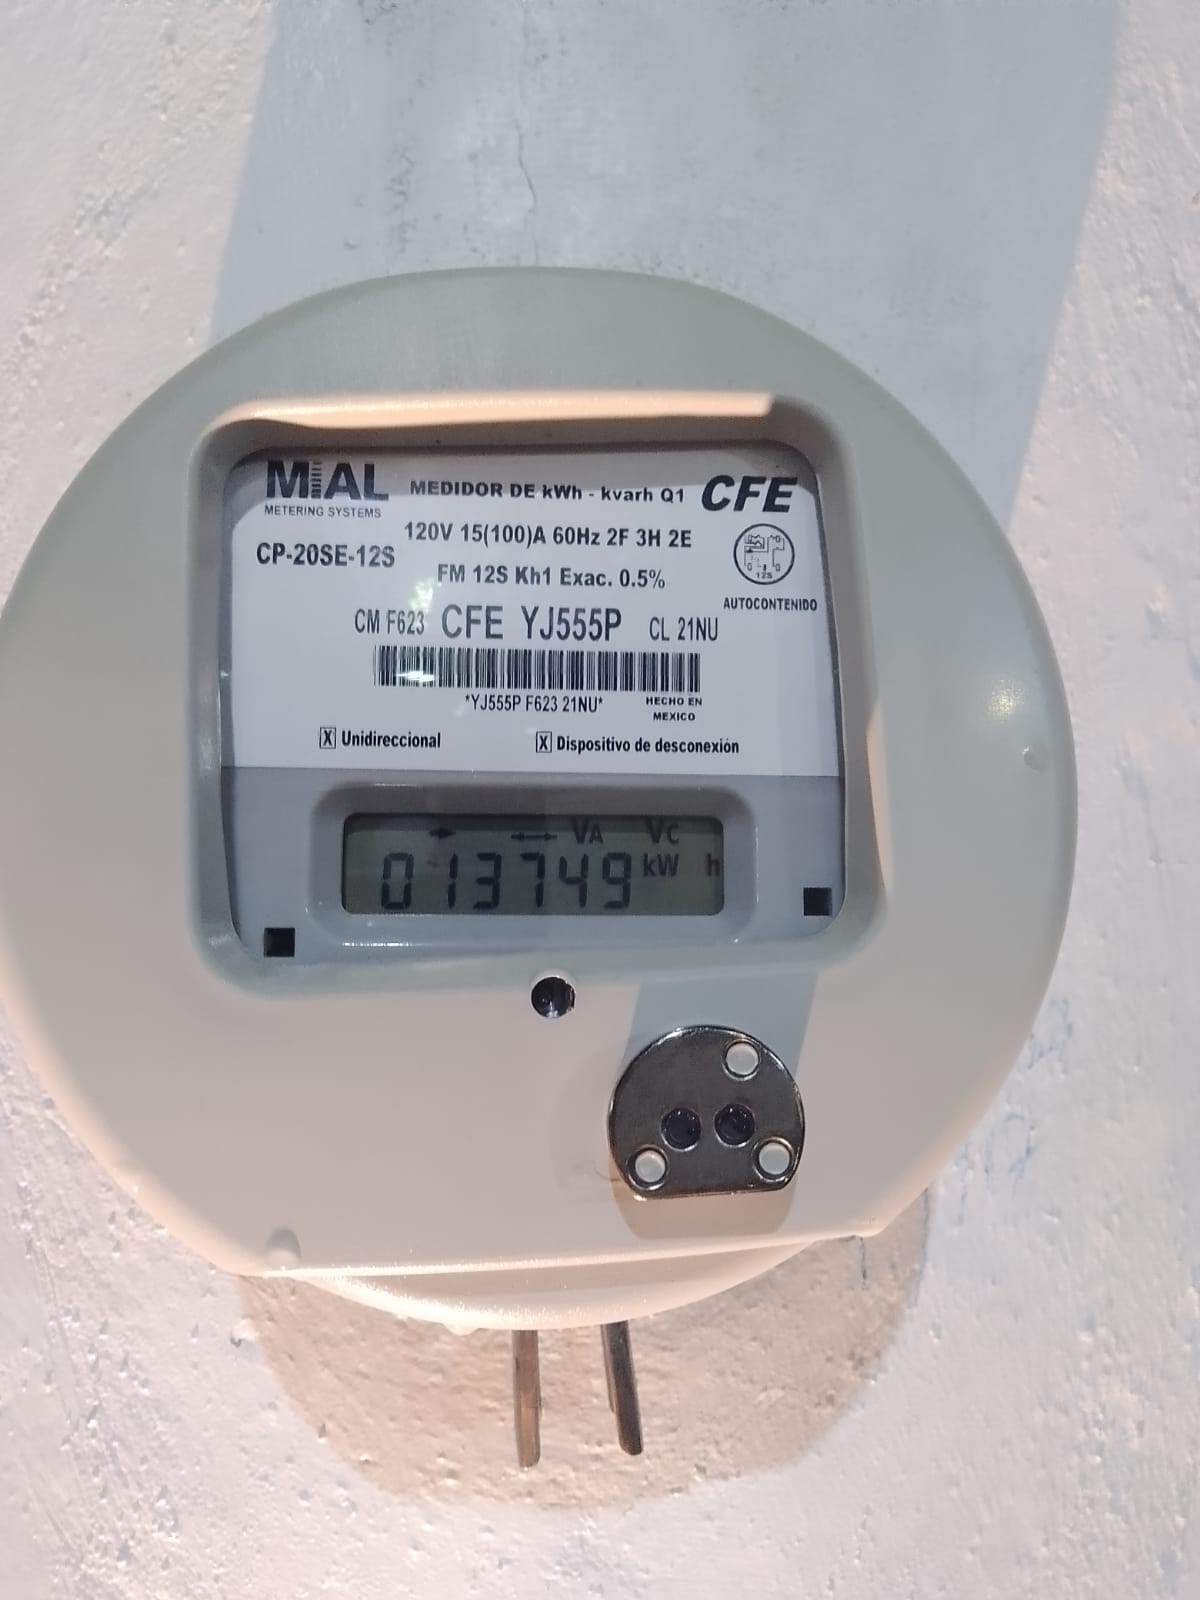 MIAL MEDIDOR DE kWh - kvarh Q1 CFE
METERING SYSTEMS
120V 15(100)A 60Hz 2F 3H 2E
CP-20SE-12S
FM 12S Kh1 Exac. 0.5%
12S
AUTOCONTENIDO
CM F623 CFE YJ555P CL 21NU
*YJ555P F623 21NU*
HECHO EN
MEXICO
X Unidireccional X Dispositivo de desconexión
VA VC
013749 kW h